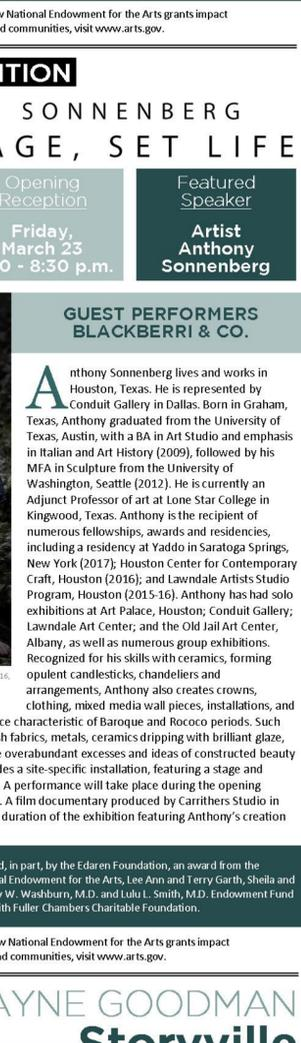 w National Endowment for the Arts grants impact
d communities, visit www.arts.gov.
ITION
SONNENBERG
AGE, SET LIFE
Opening
Reception
Friday,
March 23
0 - 8:30 p.m.
Featured
Speaker
Artist
Anthony
Sonnenberg
GUEST PERFORMERS
BLACKBERRI & CO.
Anthony Sonnenberg lives and works in
Houston, Texas. He is represented by
Conduit Gallery in Dallas. Born in Graham,
Texas, Anthony graduated from the University of
Texas, Austin, with a BA in Art Studio and emphasis
in Italian and Art History (2009), followed by his
MFA in Sculpture from the University of
Washington, Seattle (2012). He is currently an
Adjunct Professor of art at Lone Star College in
Kingwood, Texas. Anthony is the recipient of
numerous fellowships, awards and residencies,
including a residency at Yaddo in Saratoga Springs,
New York (2017); Houston Center for Contemporary
Craft, Houston (2016); and Lawndale Artists Studio
Program, Houston (2015-16). Anthony has had solo
exhibitions at Art Palace, Houston; Conduit Gallery;
Lawndale Art Center; and the Old Jail Art Center,
Albany, as well as numerous group exhibitions.
Recognized for his skills with ceramics, forming
16,
opulent candlesticks, chandeliers and
arrangements, Anthony also creates crowns,
clothing, mixed media wall pieces, installations, and
ce characteristic of Baroque and Rococo periods. Such
sh fabrics, metals, ceramics dripping with brilliant glaze,
e overabundant excesses and ideas of constructed beauty
des a site-specific installation, featuring a stage and
A performance will take place during the opening
. A film documentary produced by Carrithers Studio in
duration of the exhibition featuring Anthony's creation
d, in part, by the Edaren Foundation, an award from the
al Endowment for the Arts, Lee Ann and Terry Garth, Sheila and
y W. Washburn, M.D. and Lulu L. Smith, M.D. Endowment Fund
ith Fuller Chambers Charitable Foundation.
w National Endowment for the Arts grants impact
d communities, visit www.arts.gov.
AYNE GOODMAN
Storyville